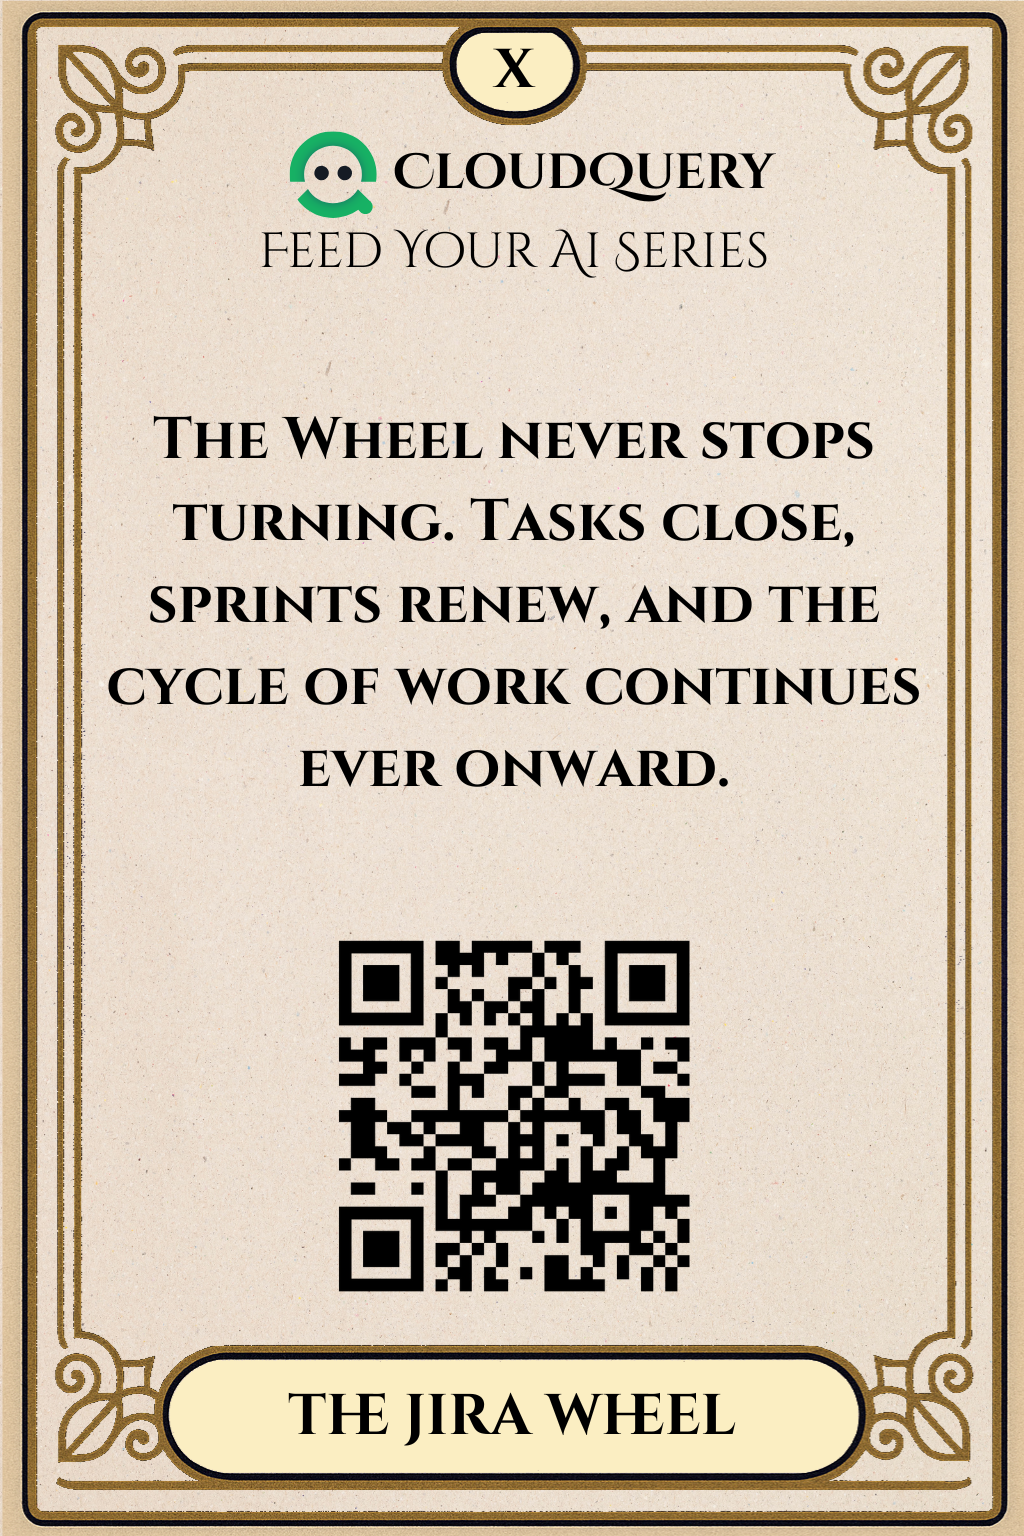 X
CloudQuery
Feed Your AI Series
The Wheel never stops
turning. Tasks close,
sprints renew, and the
cycle of work continues
ever onward.
THE JIRA WHEEL